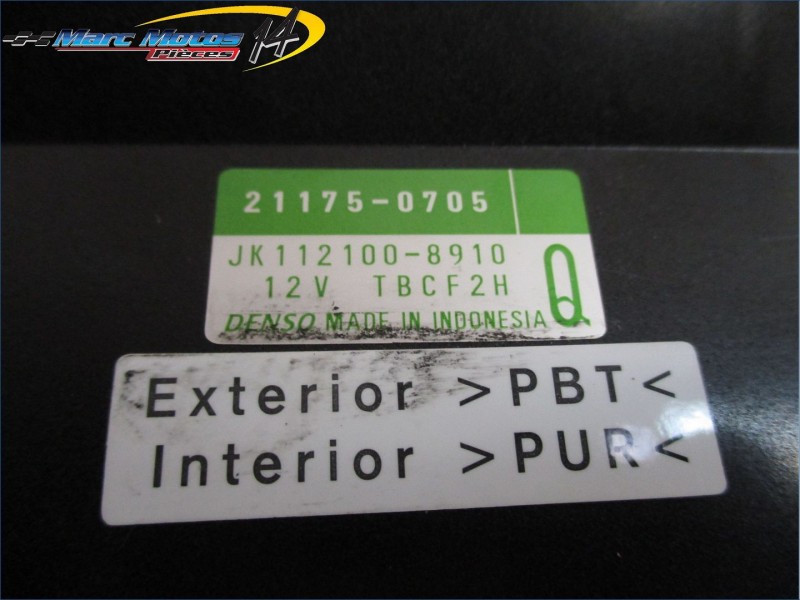 Marc Motos 14
Pièces
21175-0705
JK112100-8910
12V TBCF2H
Q
DENSO MADE IN INDONESIA
Exterior >PBT<
Interior >PUR<